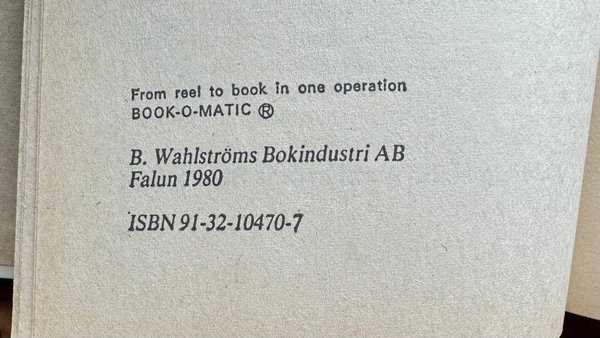 From reel to book in one operation
BOOK-O-MATIC ®
B. Wahlströms Bokindustri AB
Falun 1980
ISBN 91-32-10470-7